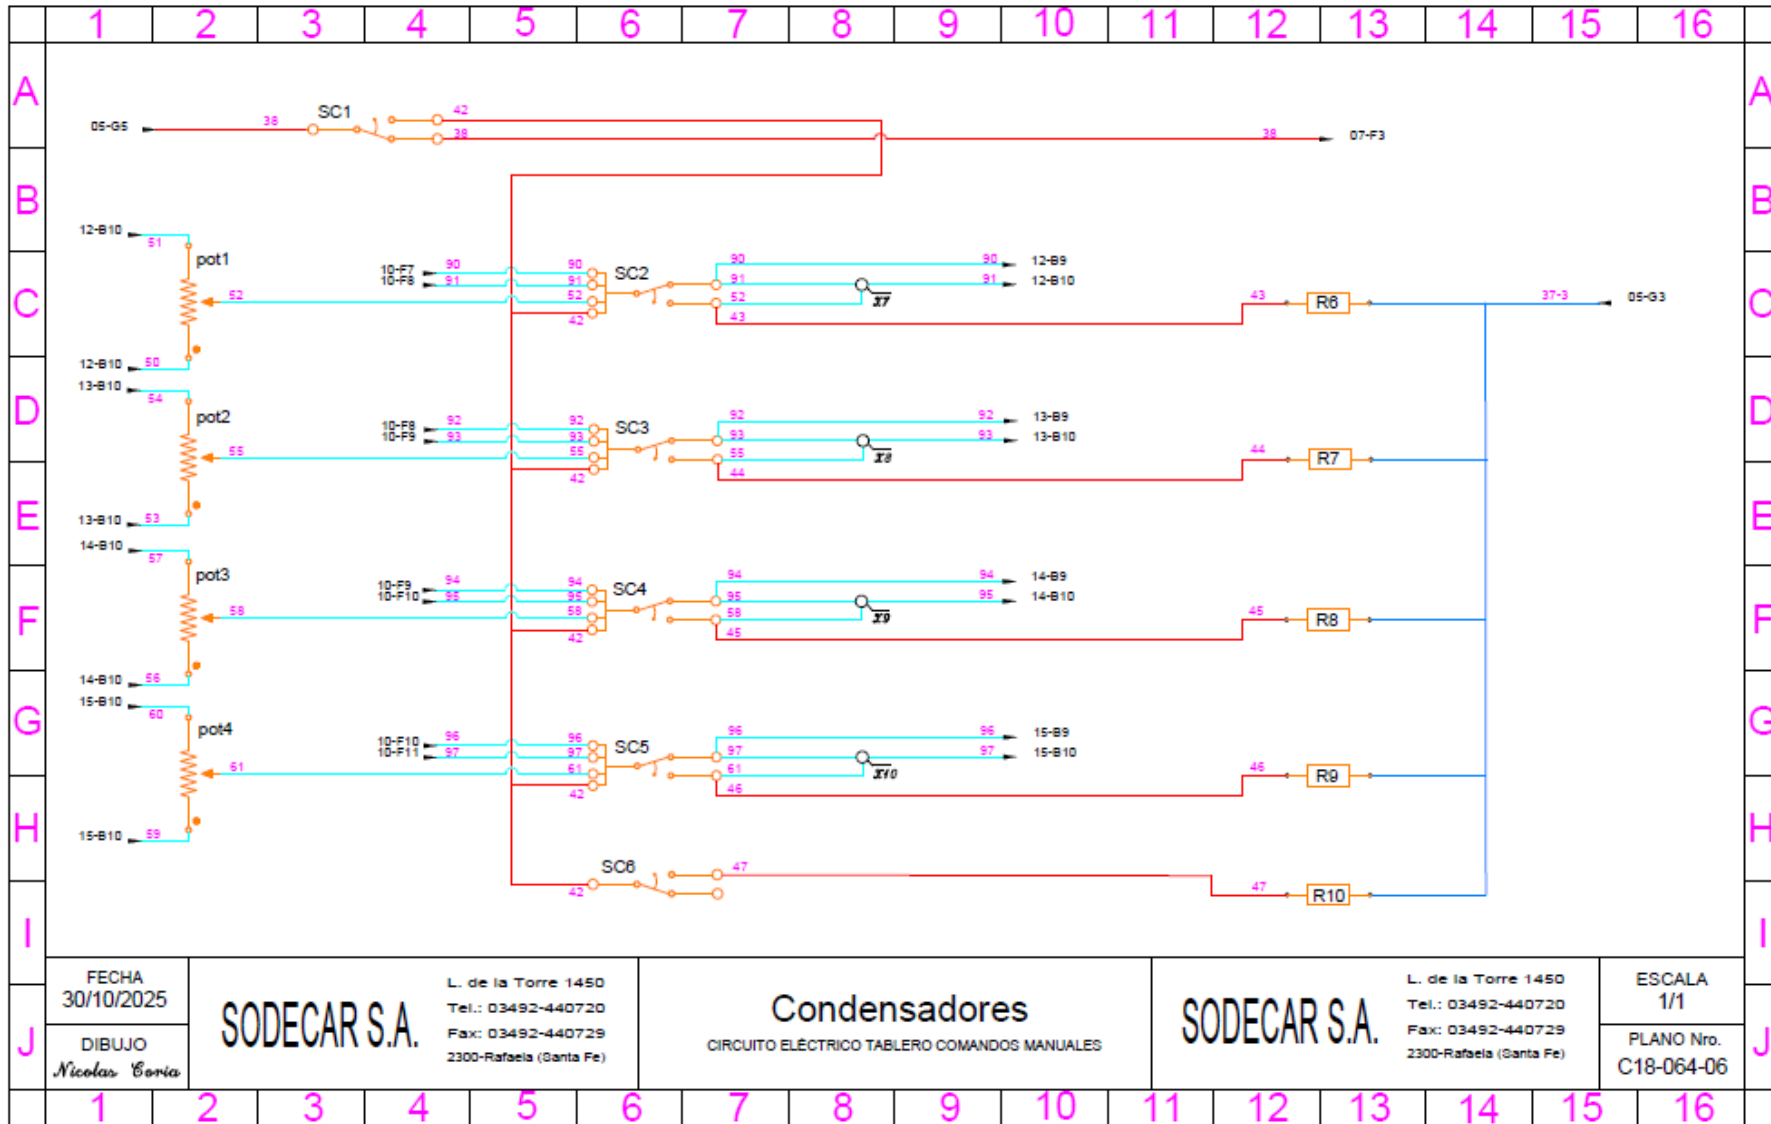 1 2 3 4 5 6 7 8 9 10 11 12 13 14 15 16
A A
SC1 42
05-G5 38 38 38 07-F3
B B
12-B10
51
pot1
10-F7 90 90 SC2 90 90 12-B9
10-F8 91 91 91 91 12-B10
C 52 52 52 X7 43 R6 37-3 05-G3 C
42 43
12-B10 50
13-B10
54
D D
pot2
10-F8 92 92 SC3 92 92 13-B9
10-F9 93 93 93 93 13-B10
55 55 55 X8 44 R7
42 44
E E
13-B10 53
14-B10
57
pot3
10-F9 94 94 SC4 94 94 14-B9
10-F10 95 95 95 95 14-B10
F 58 58 58 X9 45 R8 F
42 45
14-B10 56
15-B10
60
G G
pot4
10-F10 96 96 SC5 96 96 15-B9
10-F11 97 97 97 97 15-B10
61 61 61 X10 46 R9
42 46
H H
15-B10 59
SC6 47
42 47 R10
I I
FECHA
30/10/2025
DIBUJO
Nicolas Coria
SODECAR S.A.
L. de la Torre 1450
Tel.: 03492-440720
Fax: 03492-440729
2300-Rafaela (Santa Fe)
Condensadores
CIRCUITO ELÉCTRICO TABLERO COMANDOS MANUALES
SODECAR S.A.
L. de la Torre 1450
Tel.: 03492-440720
Fax: 03492-440729
2300-Rafaela (Santa Fe)
ESCALA
1/1
PLANO Nro.
C18-064-06
J J
1 2 3 4 5 6 7 8 9 10 11 12 13 14 15 16